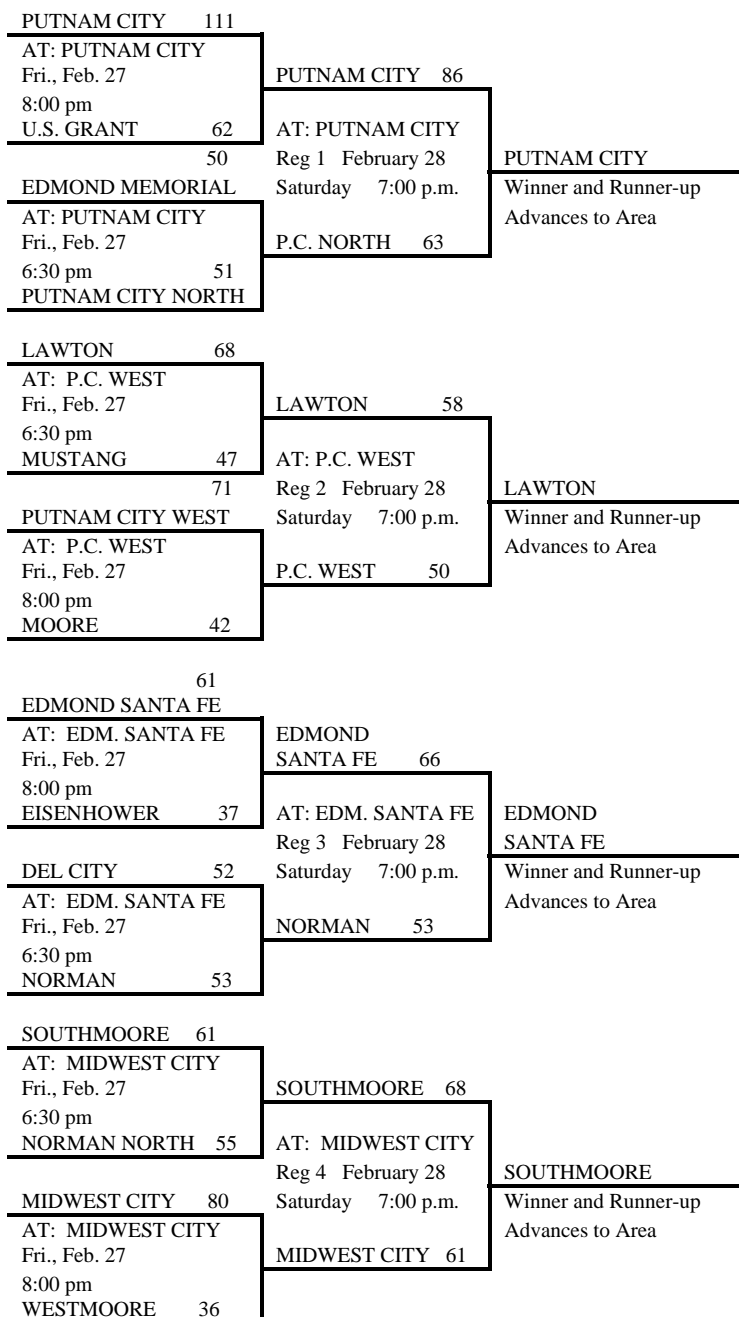 PUTNAM CITY 111
AT: PUTNAM CITY
Fri., Feb. 27
8:00 pm
U.S. GRANT 62
50
EDMOND MEMORIAL
AT: PUTNAM CITY
Fri., Feb. 27
6:30 pm 51
PUTNAM CITY NORTH
PUTNAM CITY 86
AT: PUTNAM CITY
Reg 1 February 28
Saturday 7:00 p.m.
P.C. NORTH 63
PUTNAM CITY
Winner and Runner-up
Advances to Area
LAWTON 68
AT: P.C. WEST
Fri., Feb. 27
6:30 pm
MUSTANG 47
71
PUTNAM CITY WEST
AT: P.C. WEST
Fri., Feb. 27
8:00 pm
MOORE 42
LAWTON 58
AT: P.C. WEST
Reg 2 February 28
Saturday 7:00 p.m.
P.C. WEST 50
LAWTON
Winner and Runner-up
Advances to Area
61
EDMOND SANTA FE
AT: EDM. SANTA FE
Fri., Feb. 27
8:00 pm
EISENHOWER 37
DEL CITY 52
AT: EDM. SANTA FE
Fri., Feb. 27
6:30 pm
NORMAN 53
EDMOND
SANTA FE 66
AT: EDM. SANTA FE
Reg 3 February 28
Saturday 7:00 p.m.
NORMAN 53
EDMOND
SANTA FE
Winner and Runner-up
Advances to Area
SOUTHMOORE 61
AT: MIDWEST CITY
Fri., Feb. 27
6:30 pm
NORMAN NORTH 55
MIDWEST CITY 80
AT: MIDWEST CITY
Fri., Feb. 27
8:00 pm
WESTMOORE 36
SOUTHMOORE 68
AT: MIDWEST CITY
Reg 4 February 28
Saturday 7:00 p.m.
MIDWEST CITY 61
SOUTHMOORE
Winner and Runner-up
Advances to Area